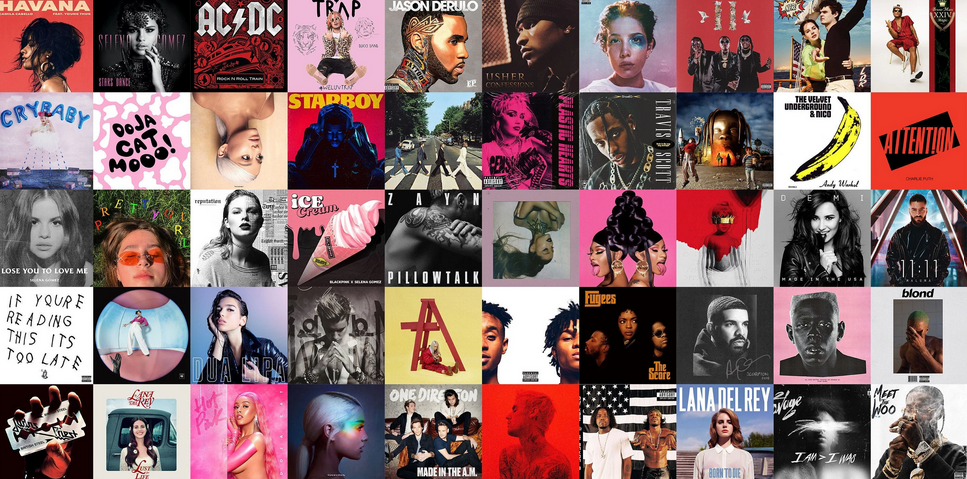 HAVANA
CAMILA CABELLO FEAT. YOUNG THUG
SELENA GOMEZ
STARS DANCE
AC/DC
ROCK N ROLL TRAIN
TRAP
#WELUVTRAP
JASON DERULO
USHER
CONFESSIONS
XXIV
CRYBABY
DOJA
CAT
MOOO!
STARBOY
PLASTIC HEARTS
TRAVIS SCOTT
THE VELVET
UNDERGROUND
& NICO
Andy Warhol
ATTENTION
CHARLIE PUTH
LOSE YOU TO LOVE ME
SELENA GOMEZ
PRETTY GIRL
reputation
iCE
Cream
BLACKPINK X SELENA GOMEZ
ZAYN
PILLOWTALK
DEMI
MADE IN THE USA
11:11
MALUMA
IF YOURE
READING
THIS ITS
TOO LATE
DUA LIPA
Fugees
The
Score
blond
LANA
DEL REY
LUST
FOR
LIFE
Hot
Pink
ONE DIRECTION
MADE IN THE A.M.
LANA DEL REY
BORN TO DIE
21
Savage
I AM > I WAS
MEET
THE
WOO